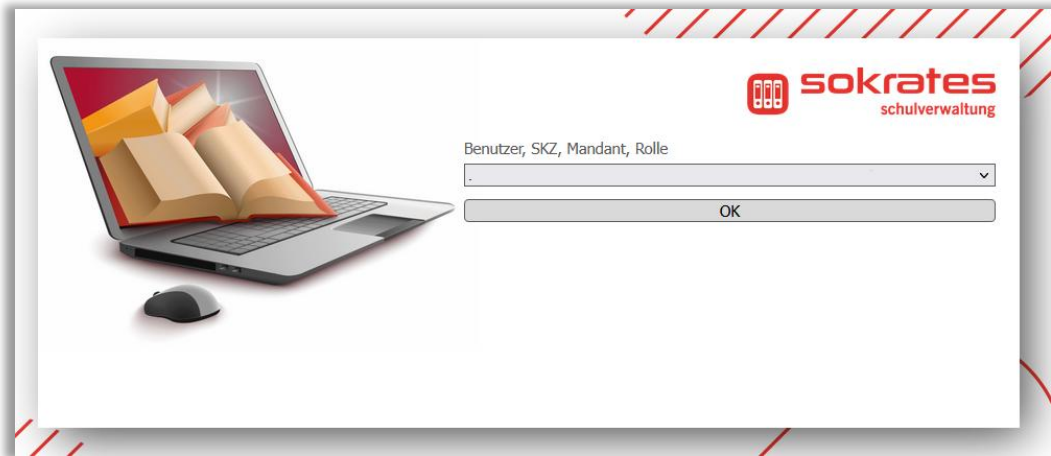 sokrates
schulverwaltung
Benutzer, SKZ, Mandant, Rolle
.
OK